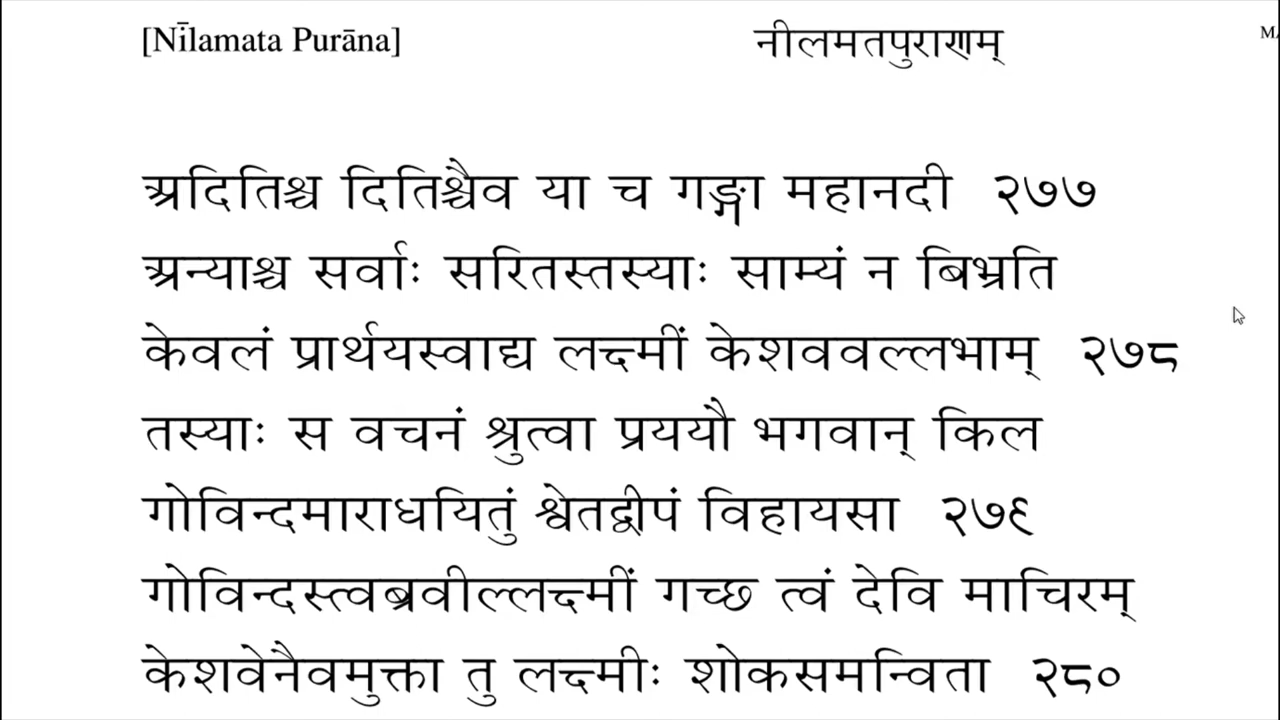 [Nīlamata Purāna] नीलमतपुराणम्
अदितिश्च दितिश्चैव या च गङ्गा महानदी २७७
अन्याश्च सर्वाः सरितस्तस्याः साम्यं न बिभ्रति
केवलं प्रार्थयस्वाद्य लक्ष्मीं केशववल्लभाम् २७८
तस्याः स वचनं श्रुत्वा प्रययौ भगवान् किल
गोविन्दमाराधयितुं श्वेतद्वीपं विहायसा २७९
गोविन्दस्त्वब्रवील्लक्ष्मीं गच्छ त्वं देवि माचिरम्
केशवेनैवमुक्ता तु लक्ष्मीः शोकसमन्विता २८०